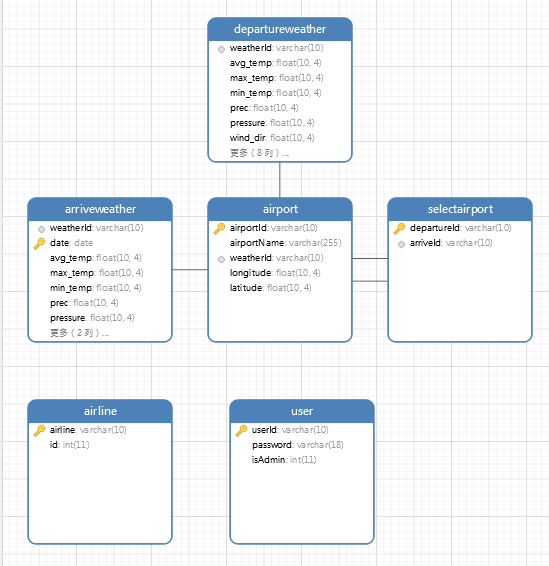 departureweather
weatherId: varchar(10)
avg_temp: float(10, 4)
max_temp: float(10, 4)
min_temp: float(10, 4)
prec: float(10, 4)
pressure: float(10, 4)
wind_dir: float(10, 4)
更多 ( 8 列 ) ...
arriveweather
weatherId: varchar(10)
date: date
avg_temp: float(10, 4)
max_temp: float(10, 4)
min_temp: float(10, 4)
prec: float(10, 4)
pressure: float(10, 4)
更多 ( 2 列 ) ...
airport
airportId: varchar(10)
airportName: varchar(255)
weatherId: varchar(10)
longitude: float(10, 4)
latitude: float(10, 4)
selectairport
departureId: varchar(10)
arriveId: varchar(10)
airline
airline: varchar(10)
id: int(11)
user
userId: varchar(10)
password: varchar(18)
isAdmin: int(11)